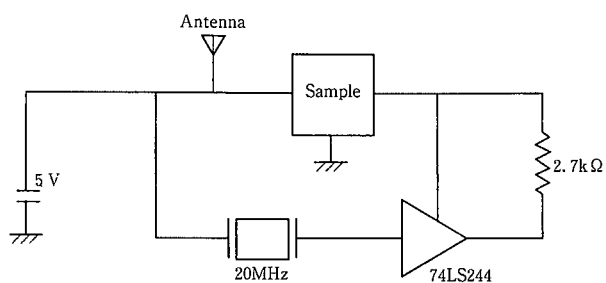 Antenna
Sample
5 V
2.7kΩ
20MHz
74LS244